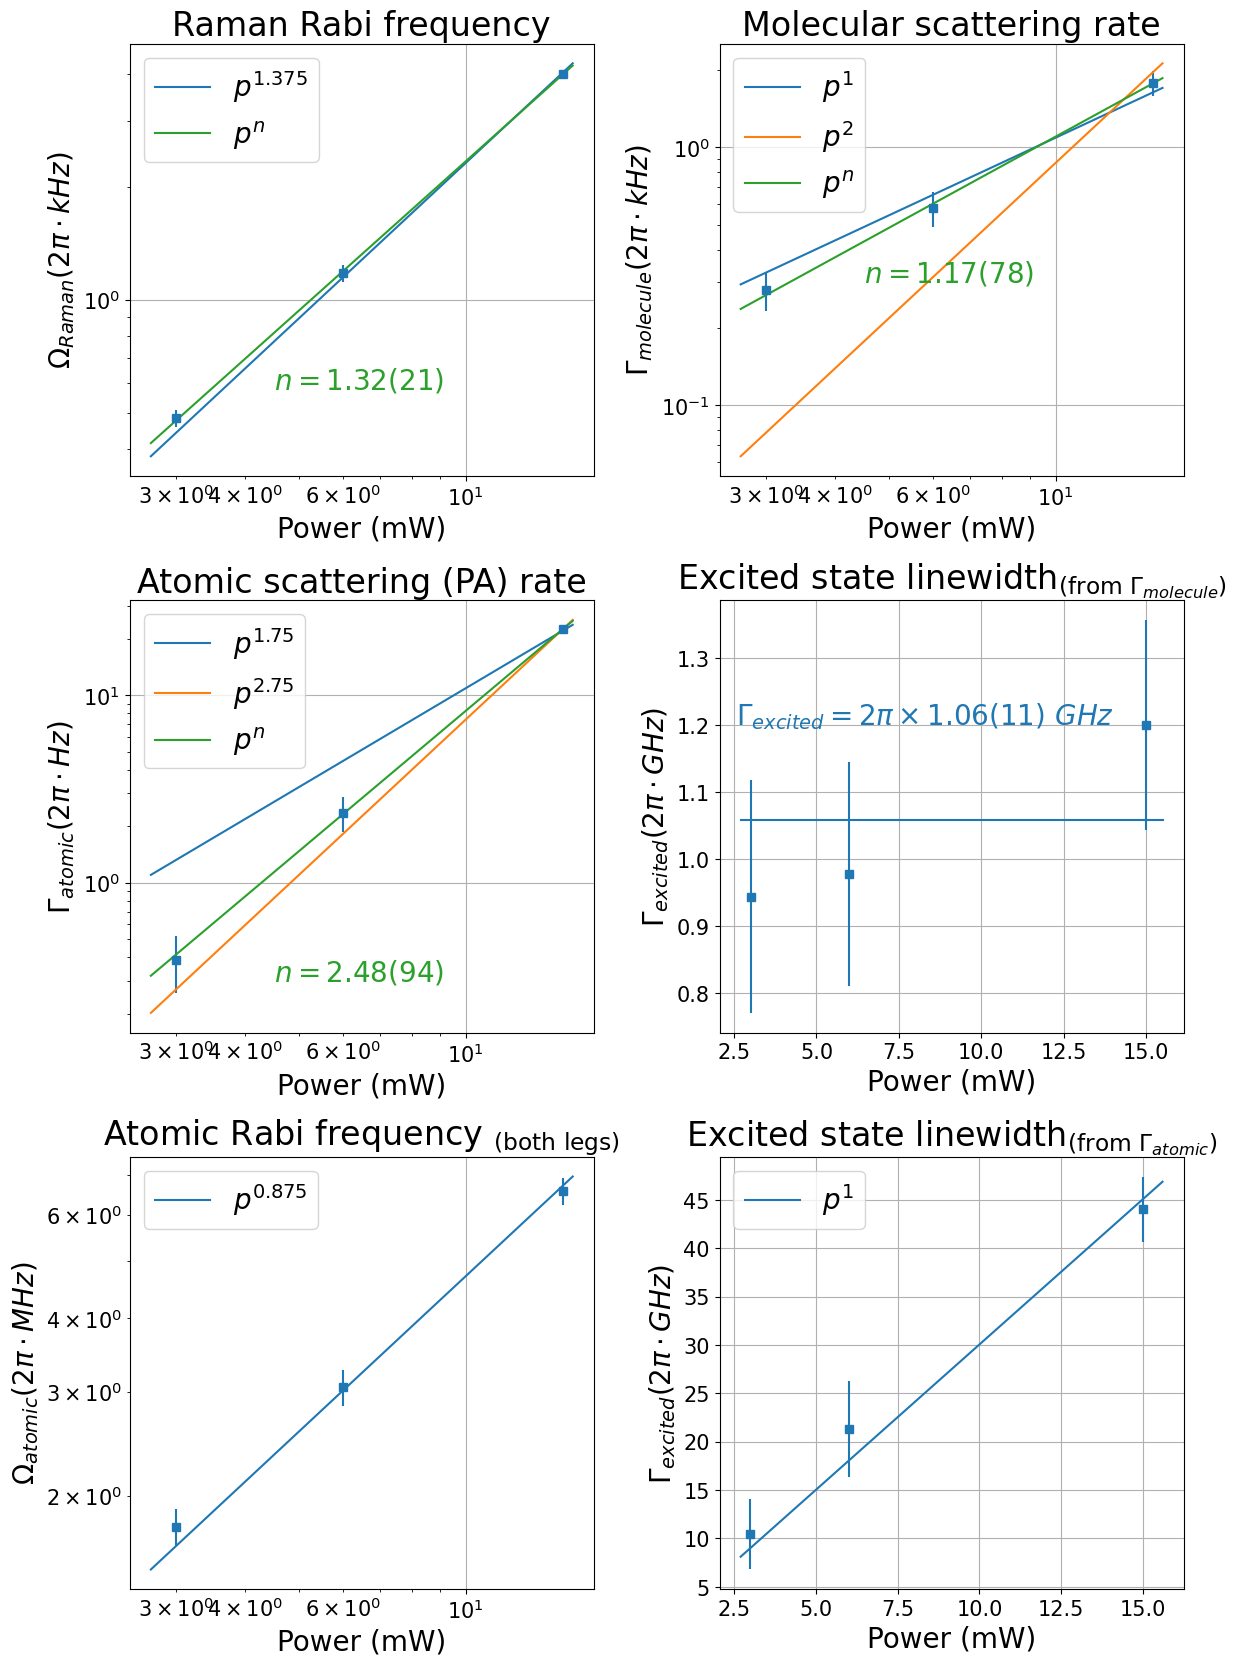 Raman Rabi frequency
p^1.375
p^n
n = 1.32(21)
Ω_Raman(2π · kHz)
10^0
3 × 10^0 4 × 10^0 6 × 10^0 10^1
Power (mW)
Molecular scattering rate
p^1
p^2
p^n
n = 1.17(78)
Γ_molecule(2π · kHz)
10^0
10^−1
3 × 10^0 4 × 10^0 6 × 10^0 10^1
Power (mW)
Atomic scattering (PA) rate
p^1.75
p^2.75
p^n
n = 2.48(94)
Γ_atomic(2π · Hz)
10^1
10^0
3 × 10^0 4 × 10^0 6 × 10^0 10^1
Power (mW)
Excited state linewidth(from Γ_molecule)
Γ_excited = 2π × 1.06(11) GHz
Γ_excited(2π · GHz)
1.3
1.2
1.1
1.0
0.9
0.8
2.5 5.0 7.5 10.0 12.5 15.0
Power (mW)
Atomic Rabi frequency (both legs)
p^0.875
Ω_atomic(2π · MHz)
6 × 10^0
4 × 10^0
3 × 10^0
2 × 10^0
3 × 10^0 4 × 10^0 6 × 10^0 10^1
Power (mW)
Excited state linewidth(from Γ_atomic)
p^1
Γ_excited(2π · GHz)
45
40
35
30
25
20
15
10
5
2.5 5.0 7.5 10.0 12.5 15.0
Power (mW)